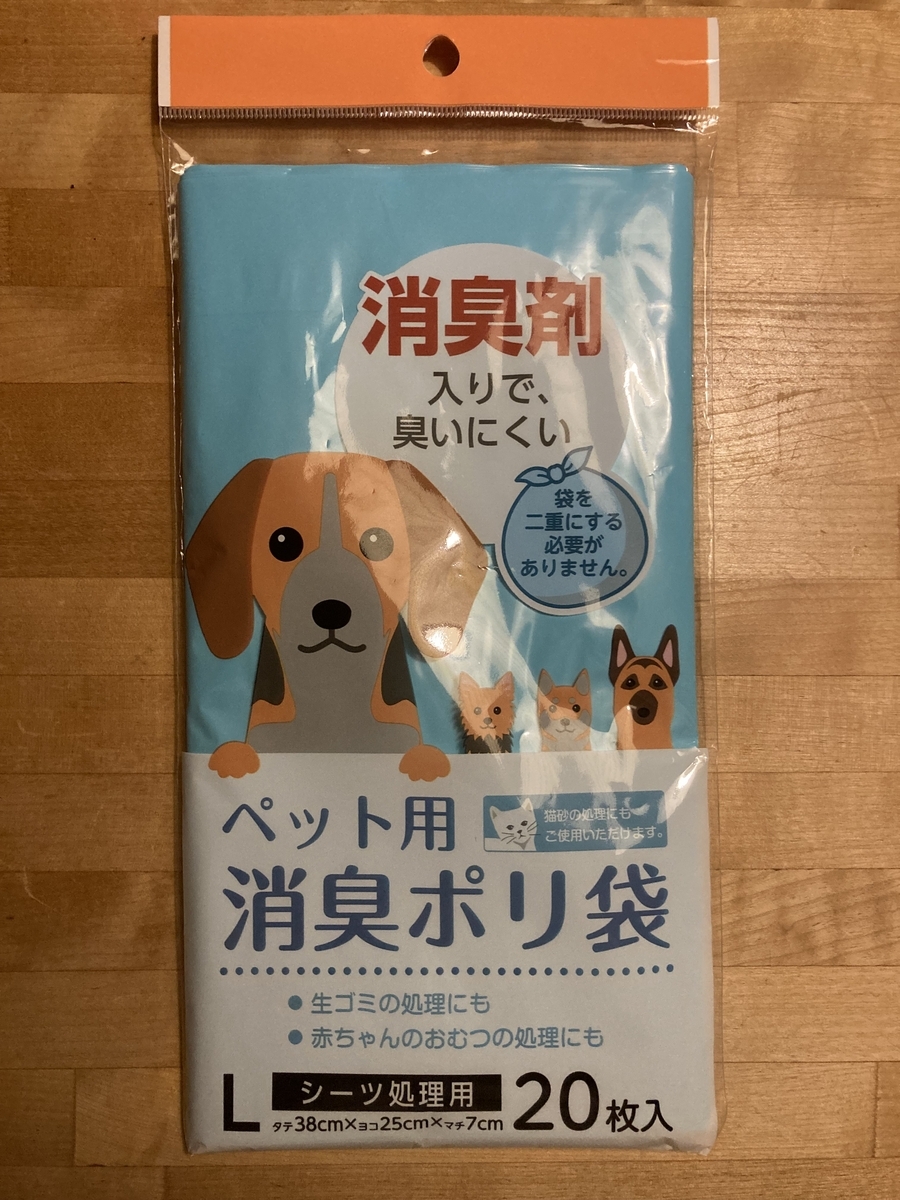 消臭剤
入りで、
臭いにくい
袋を
二重にする
必要が
ありません。
ペット用
猫砂の処理にも
ご使用いただけます。
消臭ポリ袋
●生ゴミの処理にも
●赤ちゃんのおむつの処理にも
L シーツ処理用 20枚入
タテ38cm×ヨコ25cm×マチ7cm